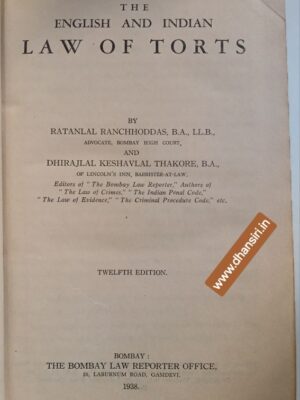 THE
ENGLISH AND INDIAN
LAW OF TORTS
BY
RATANLAL RANCHHODDAS, B.A., LL.B.,
ADVOCATE, BOMBAY HIGH COURT,
AND
DHIRAJLAL KESHAVLAL THAKORE, B.A.,
OF LINCOLN'S INN, BARRISTER-AT-LAW.
Editors of "The Bombay Law Reporter," Authors of
"The Law of Crimes," "The Indian Penal Code,"
"The Law of Evidence," "The Criminal Procedure Code," etc.
TWELFTH EDITION.
www.dhansiri.in
BOMBAY:
THE BOMBAY LAW REPORTER OFFICE,
LABURNUM ROAD, GAMDEVI.
1938.